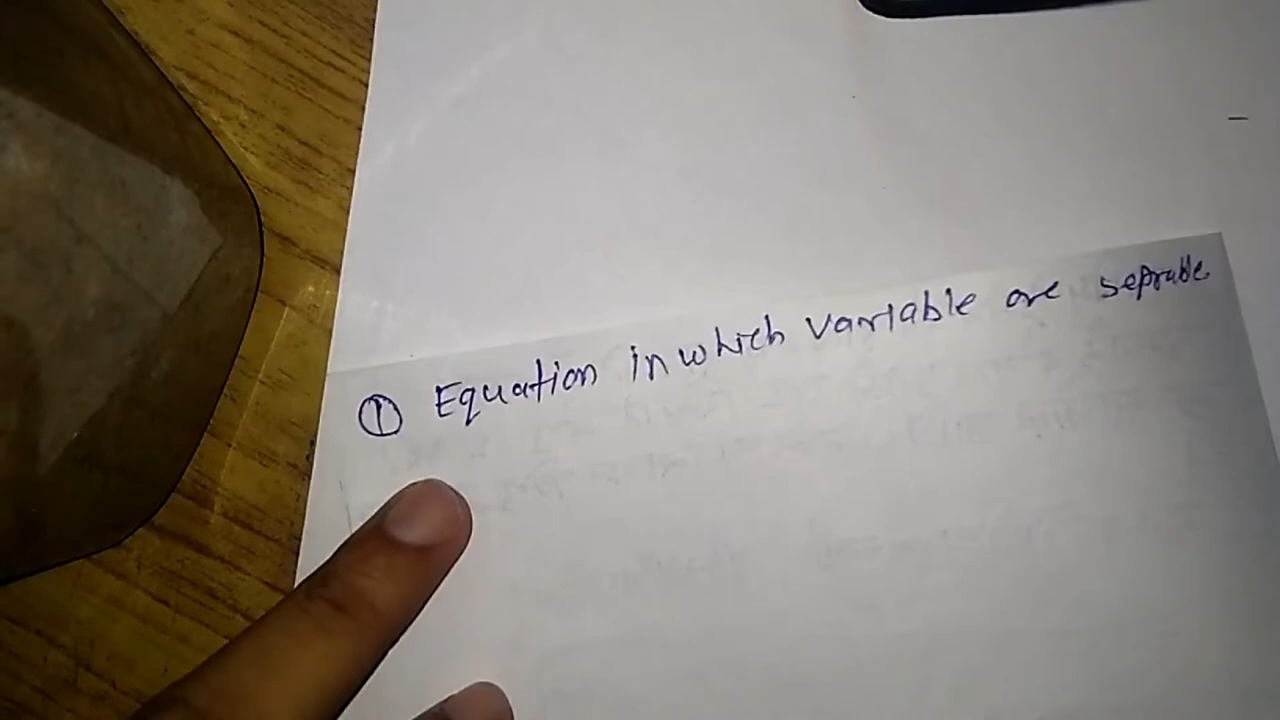 ① Equation in which variable are seprable